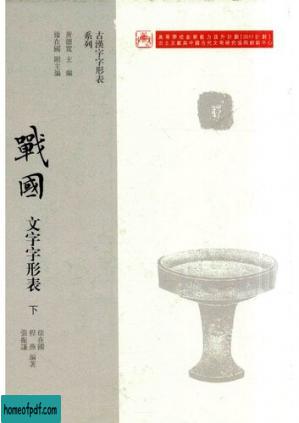 高等學校創新能力提升計劃（2011計劃）
出土文獻與中國古代文明研究協同創新中心
古漢字字形表
系列
黃德寬 主編
徐在國 副主編
戰國
文字字形表
下
徐在國
程燕 編著
張振謙
homeofpdf.com